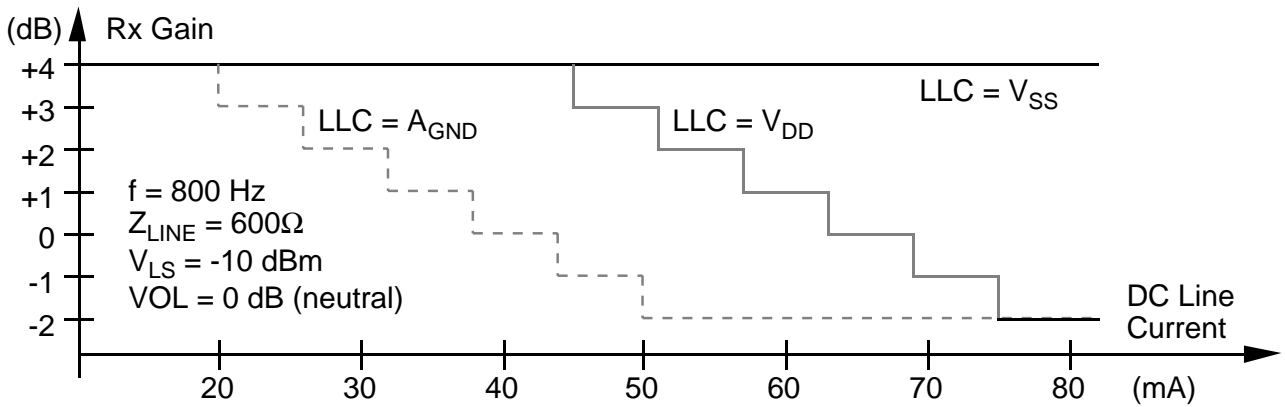 (dB) Rx Gain
+4
+3
+2
+1
0
-1
-2
LLC = VSS
LLC = AGND
LLC = VDD
f = 800 Hz
ZLINE = 600Ω
VLS = -10 dBm
VOL = 0 dB (neutral)
DC Line
Current
20 30 40 50 60 70 80 (mA)